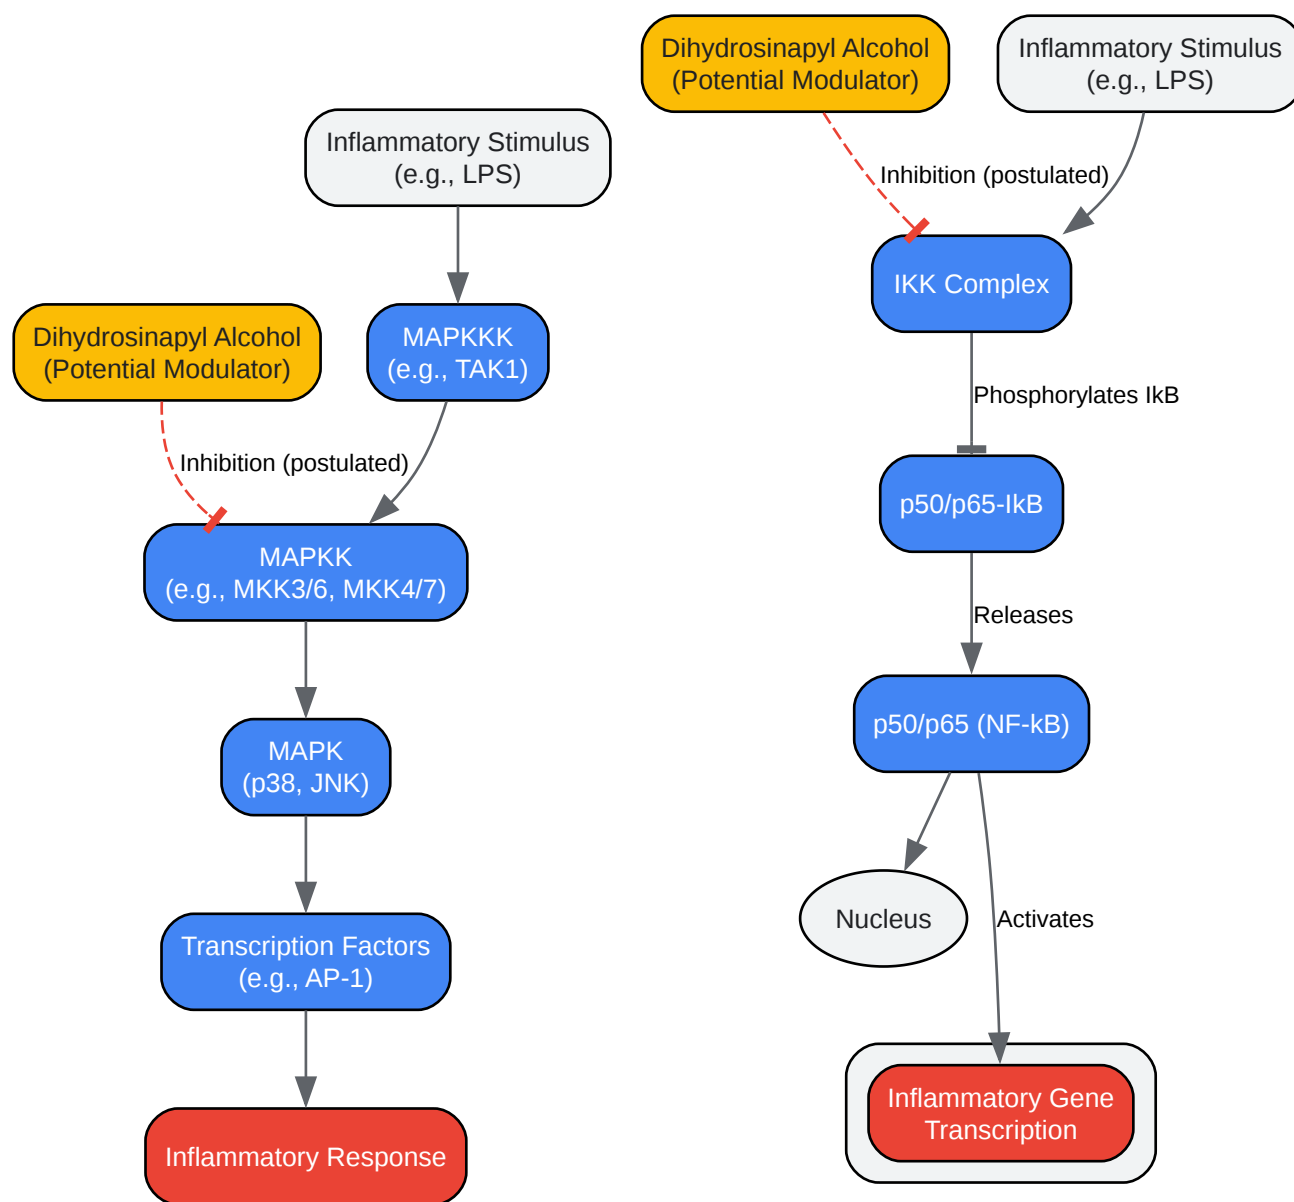 Inflammatory Stimulus
(e.g., LPS)
Dihydrosinapyl Alcohol
(Potential Modulator)
MAPKKK
(e.g., TAK1)
Inhibition (postulated)
MAPKK
(e.g., MKK3/6, MKK4/7)
MAPK
(p38, JNK)
Transcription Factors
(e.g., AP-1)
Inflammatory Response
Dihydrosinapyl Alcohol
(Potential Modulator)
Inflammatory Stimulus
(e.g., LPS)
Inhibition (postulated)
IKK Complex
Phosphorylates IkB
p50/p65-IkB
Releases
p50/p65 (NF-kB)
Nucleus
Activates
Inflammatory Gene
Transcription